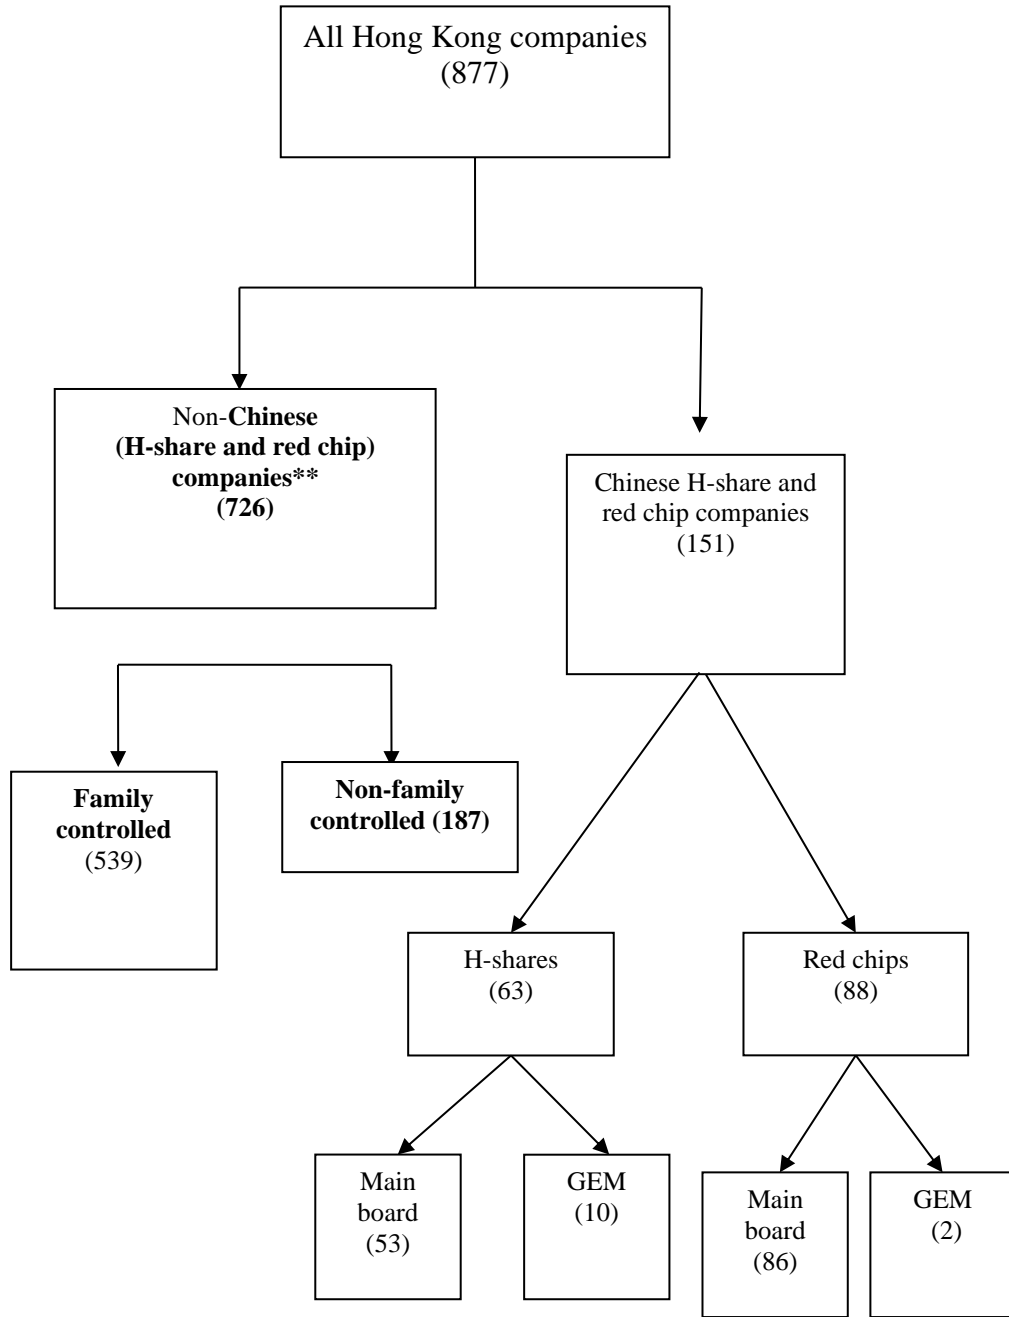 All Hong Kong companies
(877)
Non-Chinese
(H-share and red chip)
companies**
(726)
Chinese H-share and
red chip companies
(151)
Family
controlled
(539)
Non-family
controlled (187)
H-shares
(63)
Red chips
(88)
Main
board
(53)
GEM
(10)
Main
board
(86)
GEM
(2)